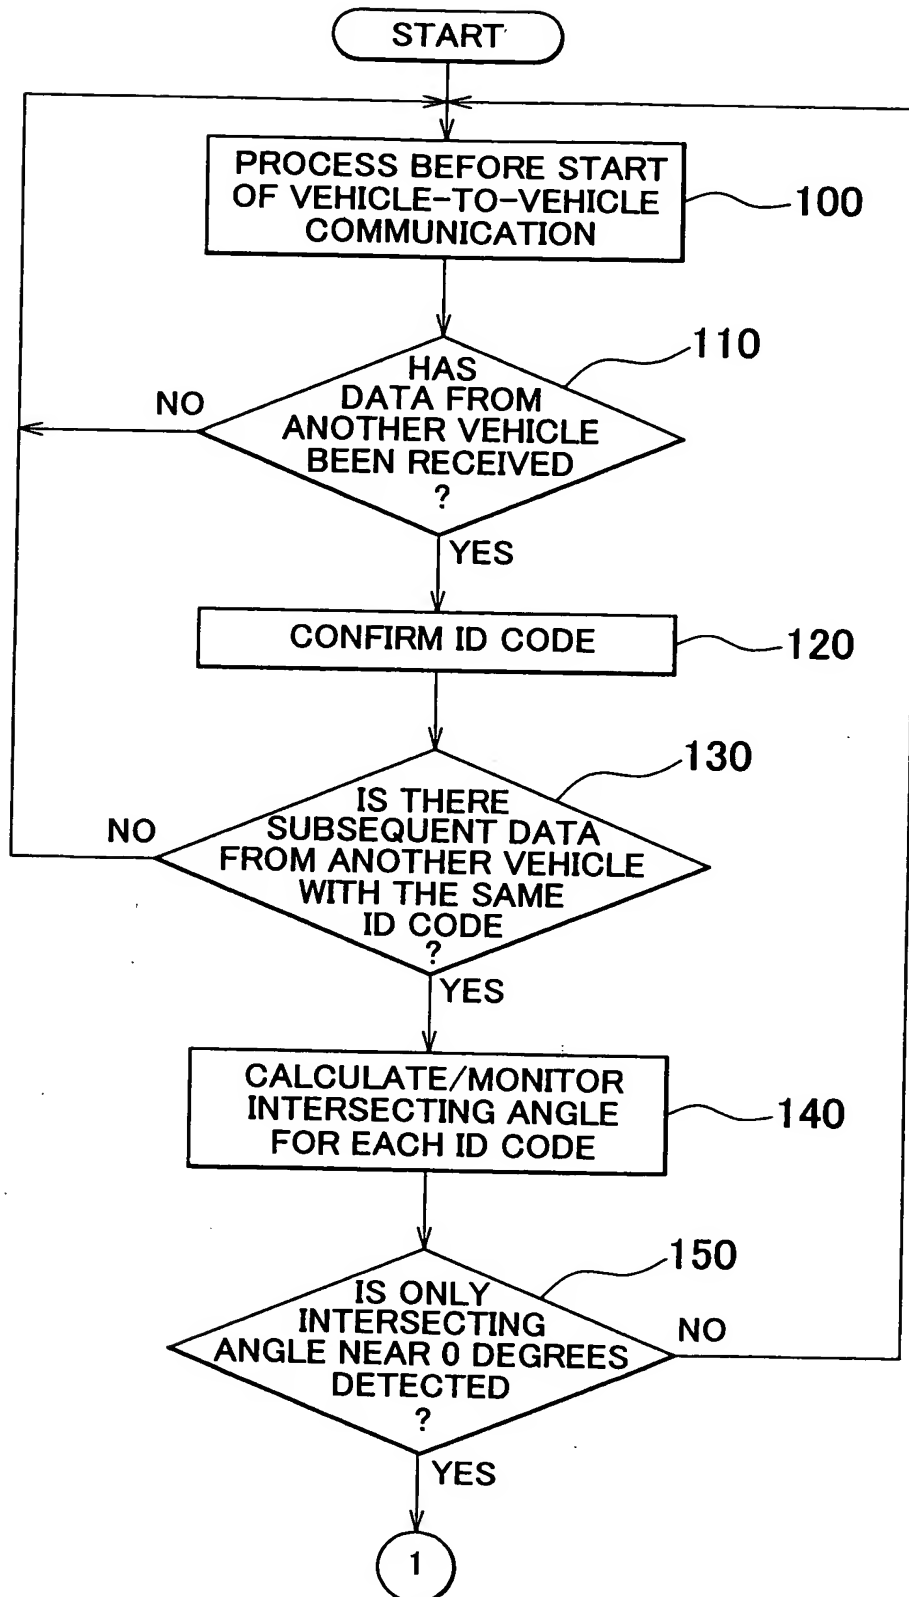 START
PROCESS BEFORE START
OF VEHICLE-TO-VEHICLE
COMMUNICATION
100
110
HAS
DATA FROM
ANOTHER VEHICLE
BEEN RECEIVED
?
NO
YES
CONFIRM ID CODE
120
130
IS THERE
SUBSEQUENT DATA
FROM ANOTHER VEHICLE
WITH THE SAME
ID CODE
?
NO
YES
CALCULATE/MONITOR
INTERSECTING ANGLE
FOR EACH ID CODE
140
150
IS ONLY
INTERSECTING
ANGLE NEAR 0 DEGREES
DETECTED
?
NO
YES
1